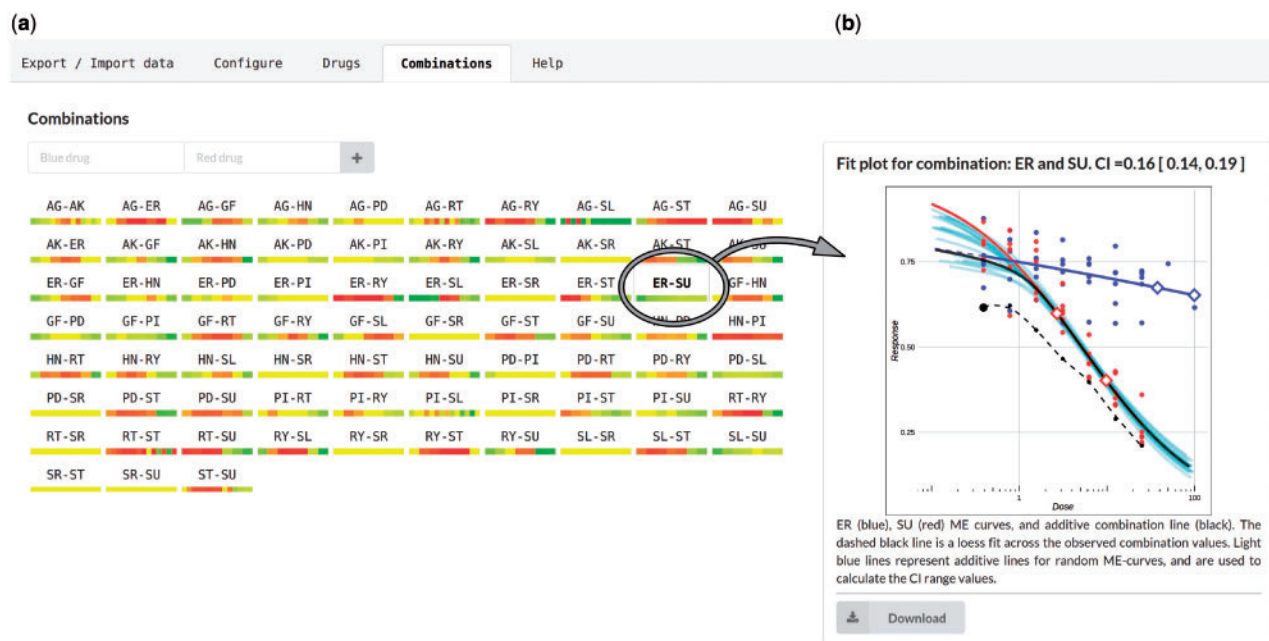 (a)
Export / Import data Configure Drugs Combinations Help
Combinations
Blue drug Red drug +
AG-AK AG-ER AG-GF AG-HN AG-PD AG-RT AG-RY AG-SL AG-ST AG-SU
AK-ER AK-GF AK-HN AK-PD AK-PI AK-RY AK-SL AK-SR AK-ST AK-SU
ER-GF ER-HN ER-PD ER-PI ER-RY ER-SL ER-SR ER-ST ER-SU GF-HN
GF-PD GF-PI GF-RT GF-RY GF-SL GF-SR GF-ST GF-SU HN-PD HN-PI
HN-RT HN-RY HN-SL HN-SR HN-ST HN-SU PD-PI PD-RT PD-RY PD-SL
PD-SR PD-ST PD-SU PI-RT PI-RY PI-SL PI-SR PI-ST PI-SU RT-RY
RT-SR RT-ST RT-SU RY-SL RY-SR RY-ST RY-SU SL-SR SL-ST SL-SU
SR-ST SR-SU ST-SU
(b)
Fit plot for combination: ER and SU. CI =0.16 [ 0.14, 0.19 ]
0.75
Response
0.50
0.25
1 100
Dose
ER (blue), SU (red) ME curves, and additive combination line (black). The
dashed black line is a loess fit across the observed combination values. Light
blue lines represent additive lines for random ME-curves, and are used to
calculate the CI range values.
Download